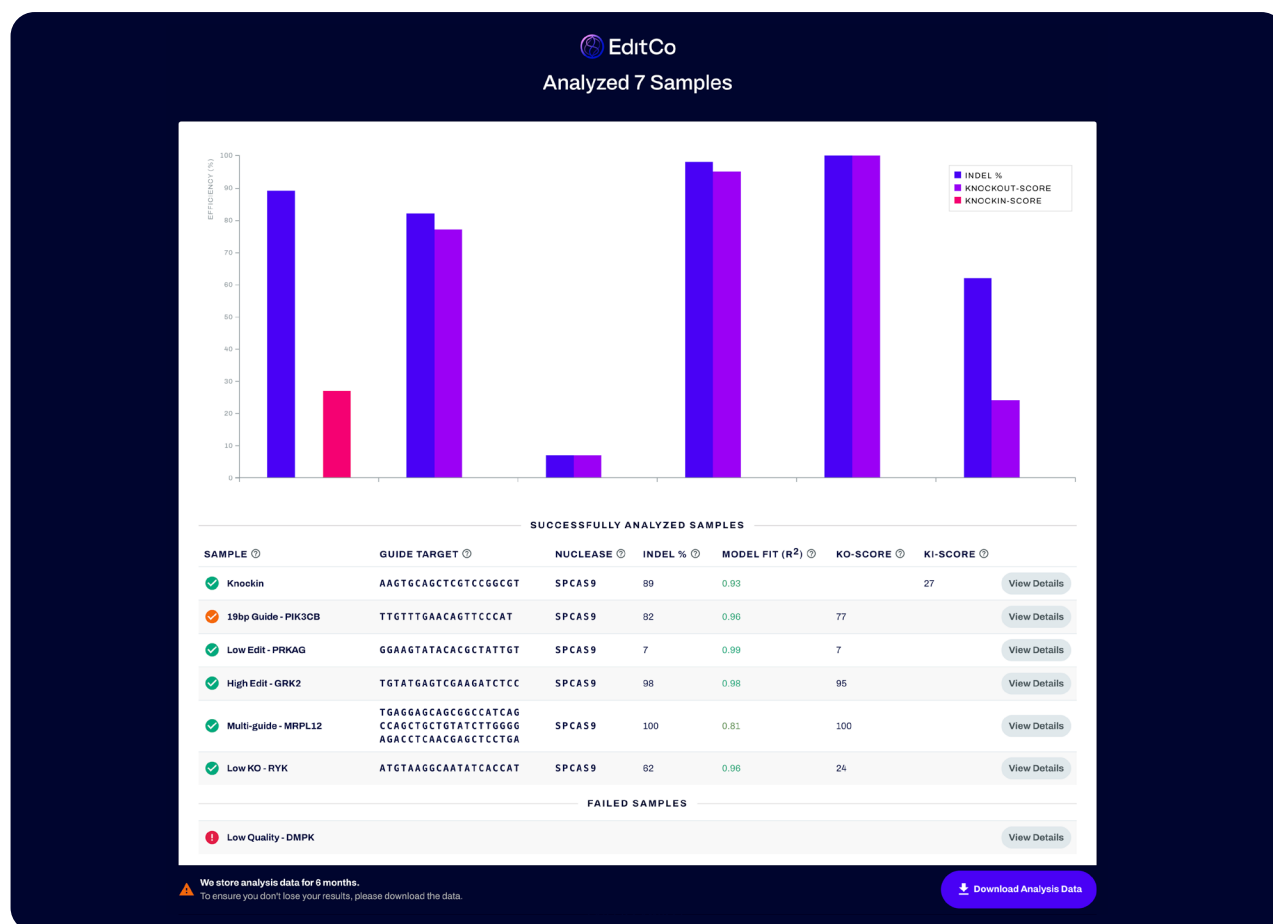 EditCo
Analyzed 7 Samples
EFFICIENCY (%)
100
90
80
70
60
50
40
30
20
10
0
INDEL %
KNOCKOUT-SCORE
KNOCKIN-SCORE
SUCCESSFULLY ANALYZED SAMPLES
SAMPLE ? GUIDE TARGET ? NUCLEASE ? INDEL % ? MODEL FIT (R²) ? KO-SCORE ? KI-SCORE ?
Knockin AAGTGCAGCTCGTCCGGCGT SPCAS9 89 0.93 27 View Details
19bp Guide - PIK3CB TTGTTTGAACAGTTCCCAT SPCAS9 82 0.96 77 View Details
Low Edit - PRKAG GGAAGTATACACGCTATTGT SPCAS9 7 0.99 7 View Details
High Edit - GRK2 TGTATGAGTCGAAGATCTCC SPCAS9 98 0.98 95 View Details
TGAGGAGCAGCGGCCATCAG
Multi-guide - MRPL12 CCAGCTGCTGTATCTTGGGG SPCAS9 100 0.81 100 View Details
AGACCTCAACGAGCTCCTGA
Low KO - RYK ATGTAAGGCAATATCACCAT SPCAS9 62 0.96 24 View Details
FAILED SAMPLES
! Low Quality - DMPK View Details
We store analysis data for 6 months.
To ensure you don't lose your results, please download the data.
Download Analysis Data